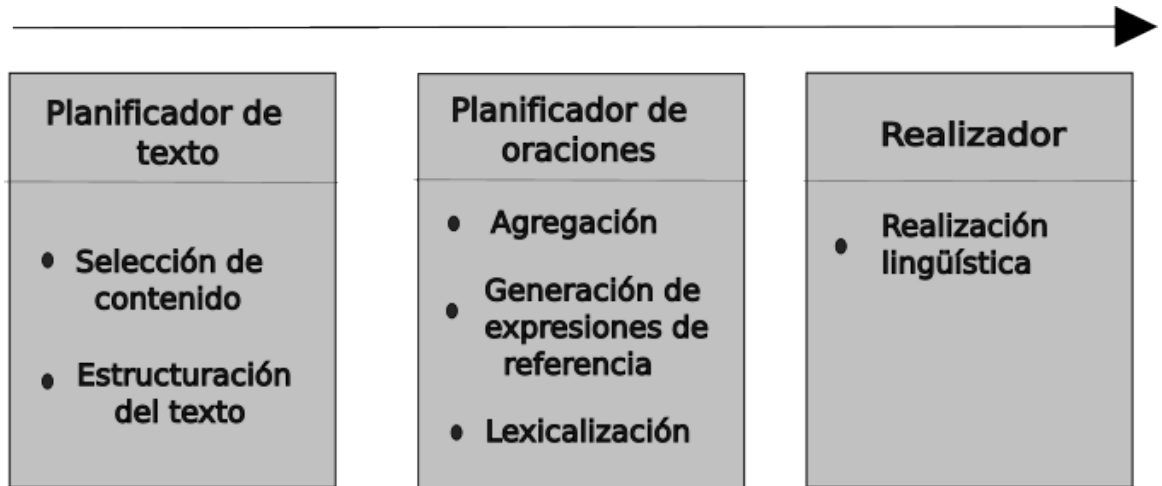 Planificador de
texto
Selección de
contenido
Estructuración
del texto
Planificador de
oraciones
Agregación
Generación de
expresiones de
referencia
Lexicalización
Realizador
Realización
lingüística